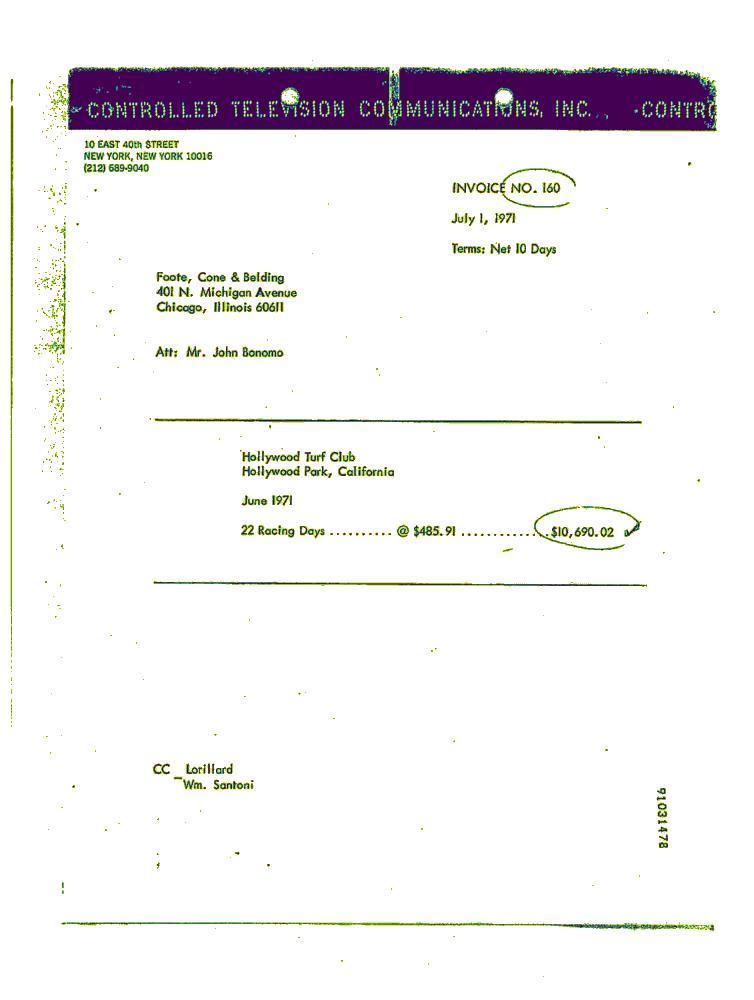 CONTROLLED TELEVISION COMMUNICATIONS, INC. . -CONTRO
10 EAST 40th STREET
NEW YORK, NEW YORK 10016
(212) 689-9040
INVOICE NO. 160
July 1, 1971
Terms: Net 10 Days
Foote, Cone & Belding
401 N. Michigan Avenue
Chicago, Illinois 60611
Att: Mr. John Bonomo
Hollywood Turf Club
Hollywood Park, California
June 1971
22 Racing Days .......... @ $485.91 ............. $10,690.02
CC Lorillard
Wm. Santoni
91031478